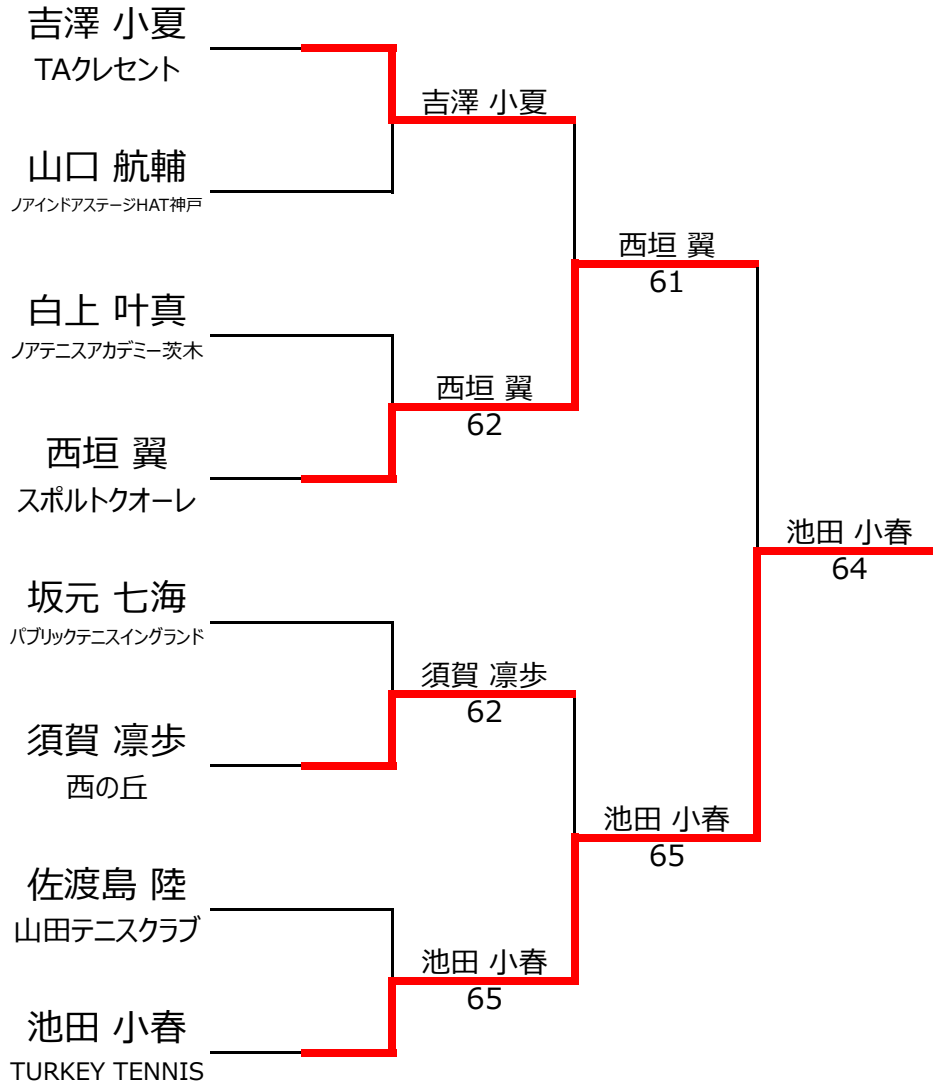 吉澤 小夏
TAクレセント
吉澤 小夏
山口 航輔
ノアインドアステージHAT神戸
西垣 翼
61
白上 叶真
ノアテニスアカデミー茨木
西垣 翼
62
西垣 翼
スポルトクオーレ
池田 小春
64
坂元 七海
パブリックテニスイングランド
須賀 凛歩
62
須賀 凛歩
西の丘
池田 小春
65
佐渡島 陸
山田テニスクラブ
池田 小春
65
池田 小春
TURKEY TENNIS